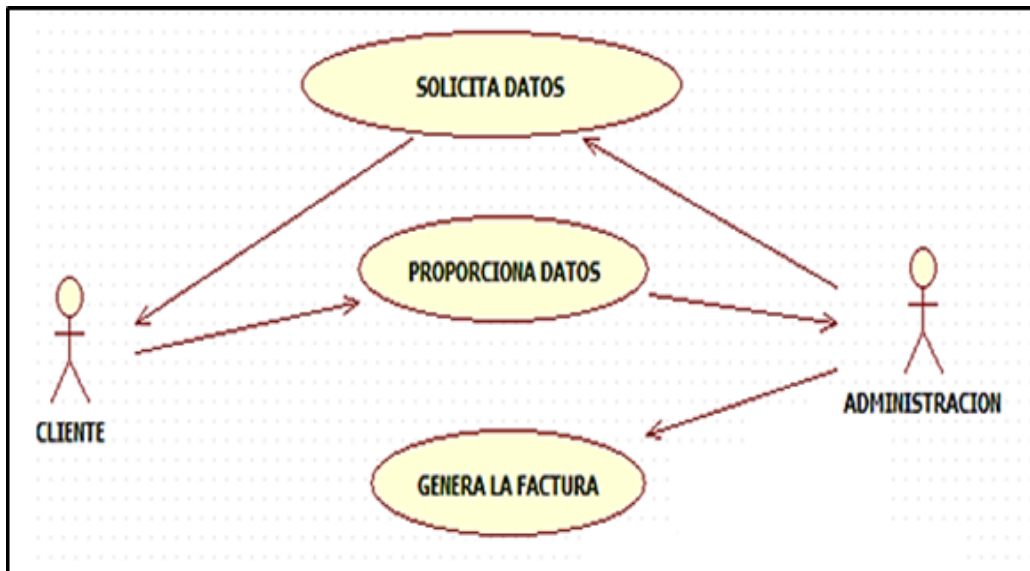 SOLICITA DATOS
PROPORCIONA DATOS
CLIENTE
ADMINISTRACION
GENERA LA FACTURA